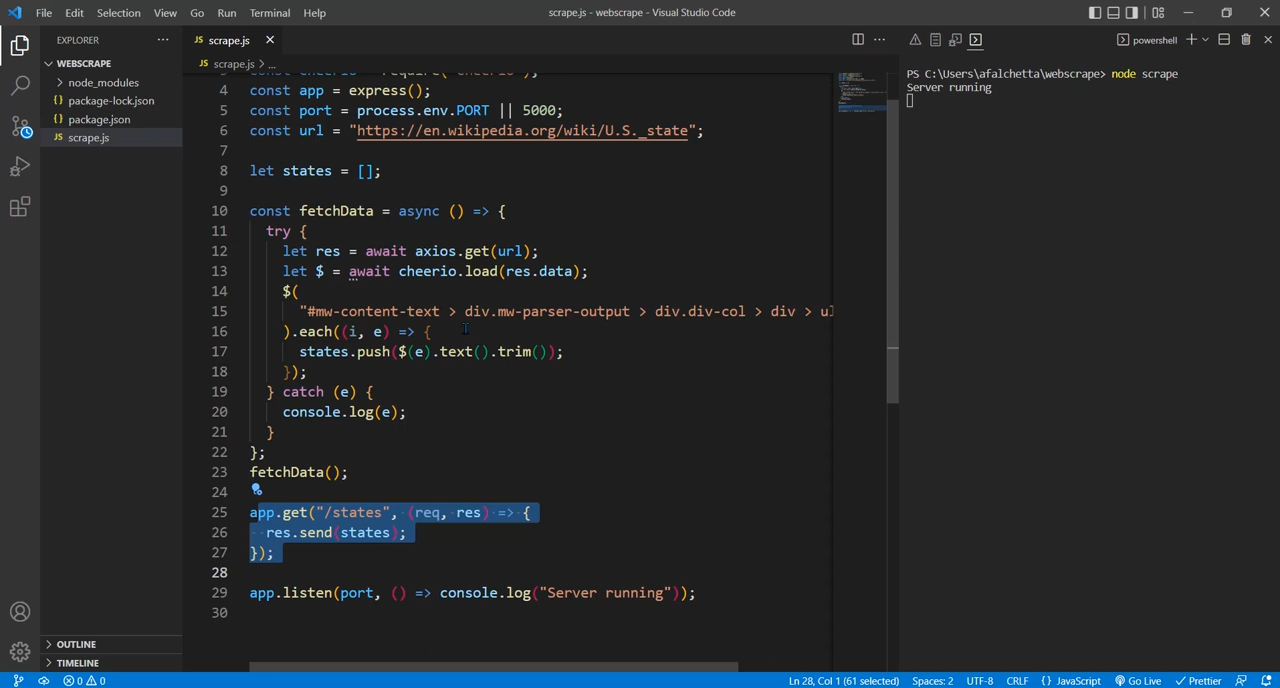 File Edit Selection View Go Run Terminal Help
scrape.js - webscrape - Visual Studio Code
EXPLORER
WEBSCRAPE
node_modules
{} package-lock.json
{} package.json
JS scrape.js
OUTLINE
TIMELINE
JS scrape.js
JS scrape.js > ...
4 const app = express();
5 const port = process.env.PORT || 5000;
6 const url = "https://en.wikipedia.org/wiki/U.S._state";
7
8 let states = [];
9
10 const fetchData = async () => {
11 try {
12 let res = await axios.get(url);
13 let $ = await cheerio.load(res.data);
14 $(
15 "#mw-content-text > div.mw-parser-output > div.div-col > div > ul
16 ).each((i, e) => {
17 states.push($(e).text().trim());
18 });
19 } catch (e) {
20 console.log(e);
21 }
22 };
23 fetchData();
24
25 app.get("/states", (req, res) => {
26 res.send(states);
27 });
28
29 app.listen(port, () => console.log("Server running"));
30
powershell
PS C:\Users\afalchetta\webscrape> node scrape
Server running
0 0
Ln 28, Col 1 (61 selected) Spaces: 2 UTF-8 CRLF {} JavaScript Go Live Prettier